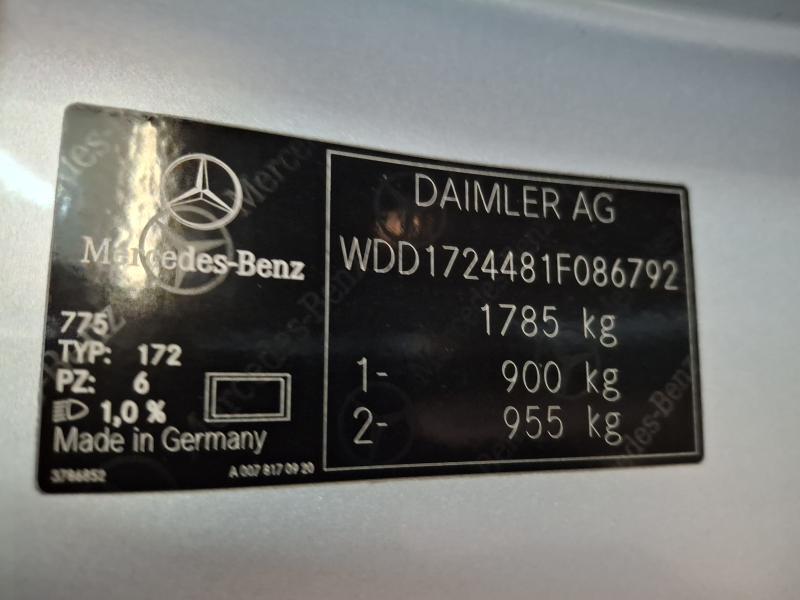 Mercedes-Benz
775
TYP: 172
PZ: 6
1,0 %
Made in Germany
3786852
A 007 817 09 20
DAIMLER AG
WDD1724481F086792
1785 kg
1- 900 kg
2- 955 kg